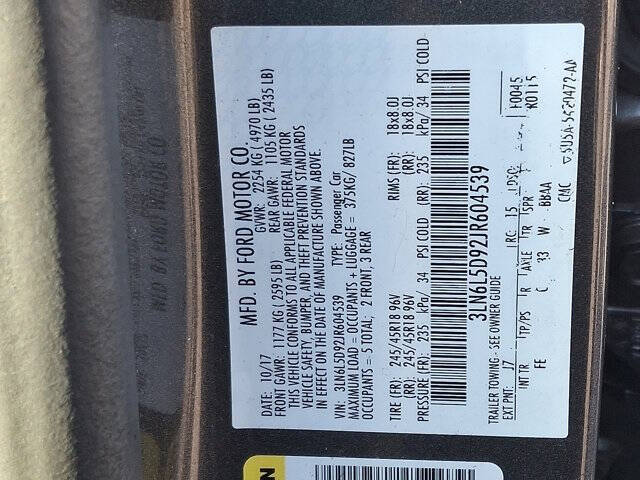 MFD. BY FORD MOTOR CO.
10/17 GVWR: 2254 KG ( 4970 LB)
FRONT GAWR: 1177 KG ( 2595 LB) REAR GAWR: 1105 KG ( 2435 LB)
THIS VEHICLE CONFORMS TO ALL APPLICABLE FEDERAL MOTOR
VEHICLE SAFETY, BUMPER, AND THEFT PREVENTION STANDARDS
IN EFFECT ON THE DATE OF MANUFACTURE SHOWN ABOVE.
VIN: 3LN6L5D92JR604539 TYPE: Passenger Car
MAXIMUM LOAD = OCCUPANTS + LUGGAGE = 375KG/ 827LB
OCCUPANTS = 5 TOTAL; 2 FRONT, 3 REAR
TIRE (FR): 245/45R18 96V RIMS (FR): 18x8.0J
(RR): 245/45R18 96V (RR): 18x8.0J
PRESSURE (FR): 235 kPa/ 34 PSI COLD (RR): 235 kPa/ 34 PSI COLD
3LN6L5D92JR604539
TRAILER TOWING - SEE OWNER GUIDE
EXT PNT: J7 RC: 15 H0045
K0115
INT TR TP/PS R AXLE TR SPR
FE C 33 W BBAA
CMC